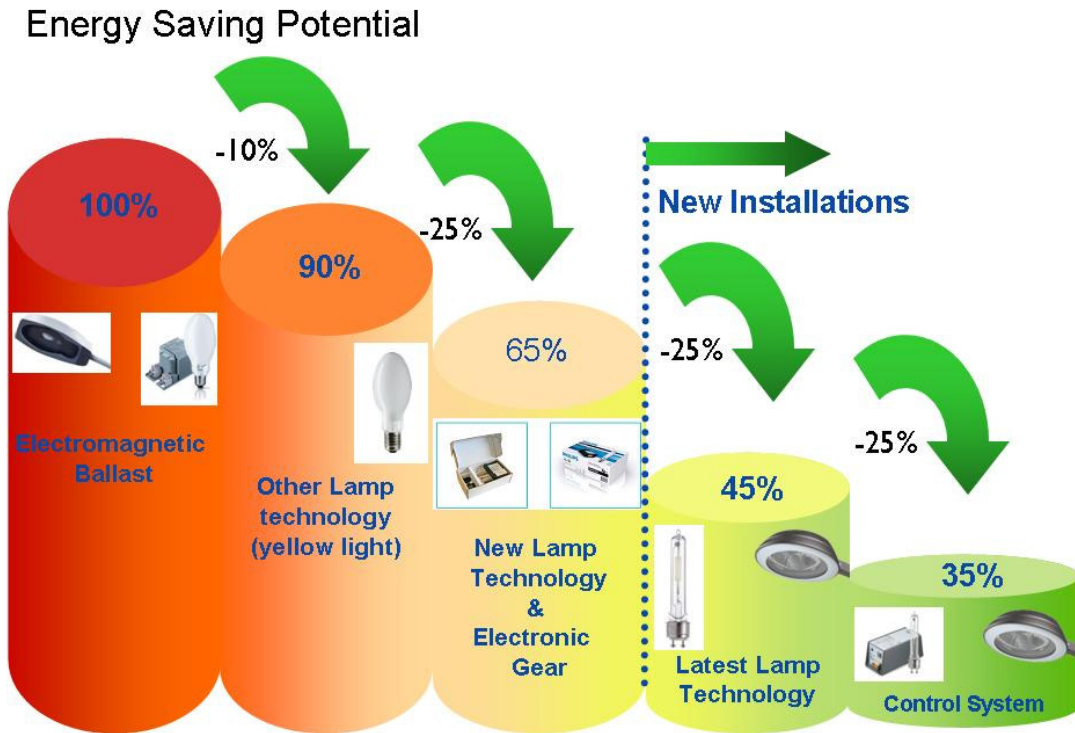 Energy Saving Potential
-10%
-25%
New Installations
-25%
-25%
100%
Electromagnetic
Ballast
90%
Other Lamp
technology
(yellow light)
65%
New Lamp
Technology
&
Electronic
Gear
45%
Latest Lamp
Technology
35%
Control System